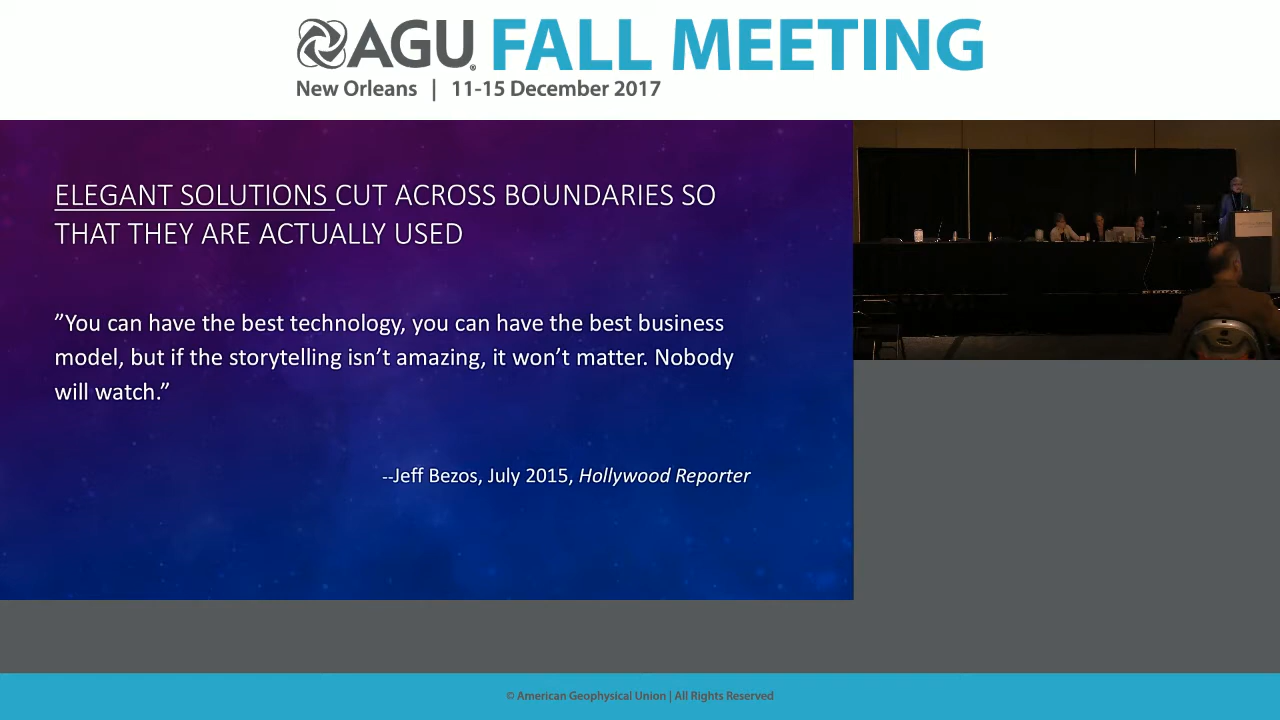 AGU FALL MEETING
New Orleans | 11-15 December 2017
ELEGANT SOLUTIONS CUT ACROSS BOUNDARIES SO
THAT THEY ARE ACTUALLY USED
”You can have the best technology, you can have the best business
model, but if the storytelling isn’t amazing, it won’t matter. Nobody
will watch.”
--Jeff Bezos, July 2015, Hollywood Reporter
© American Geophysical Union | All Rights Reserved